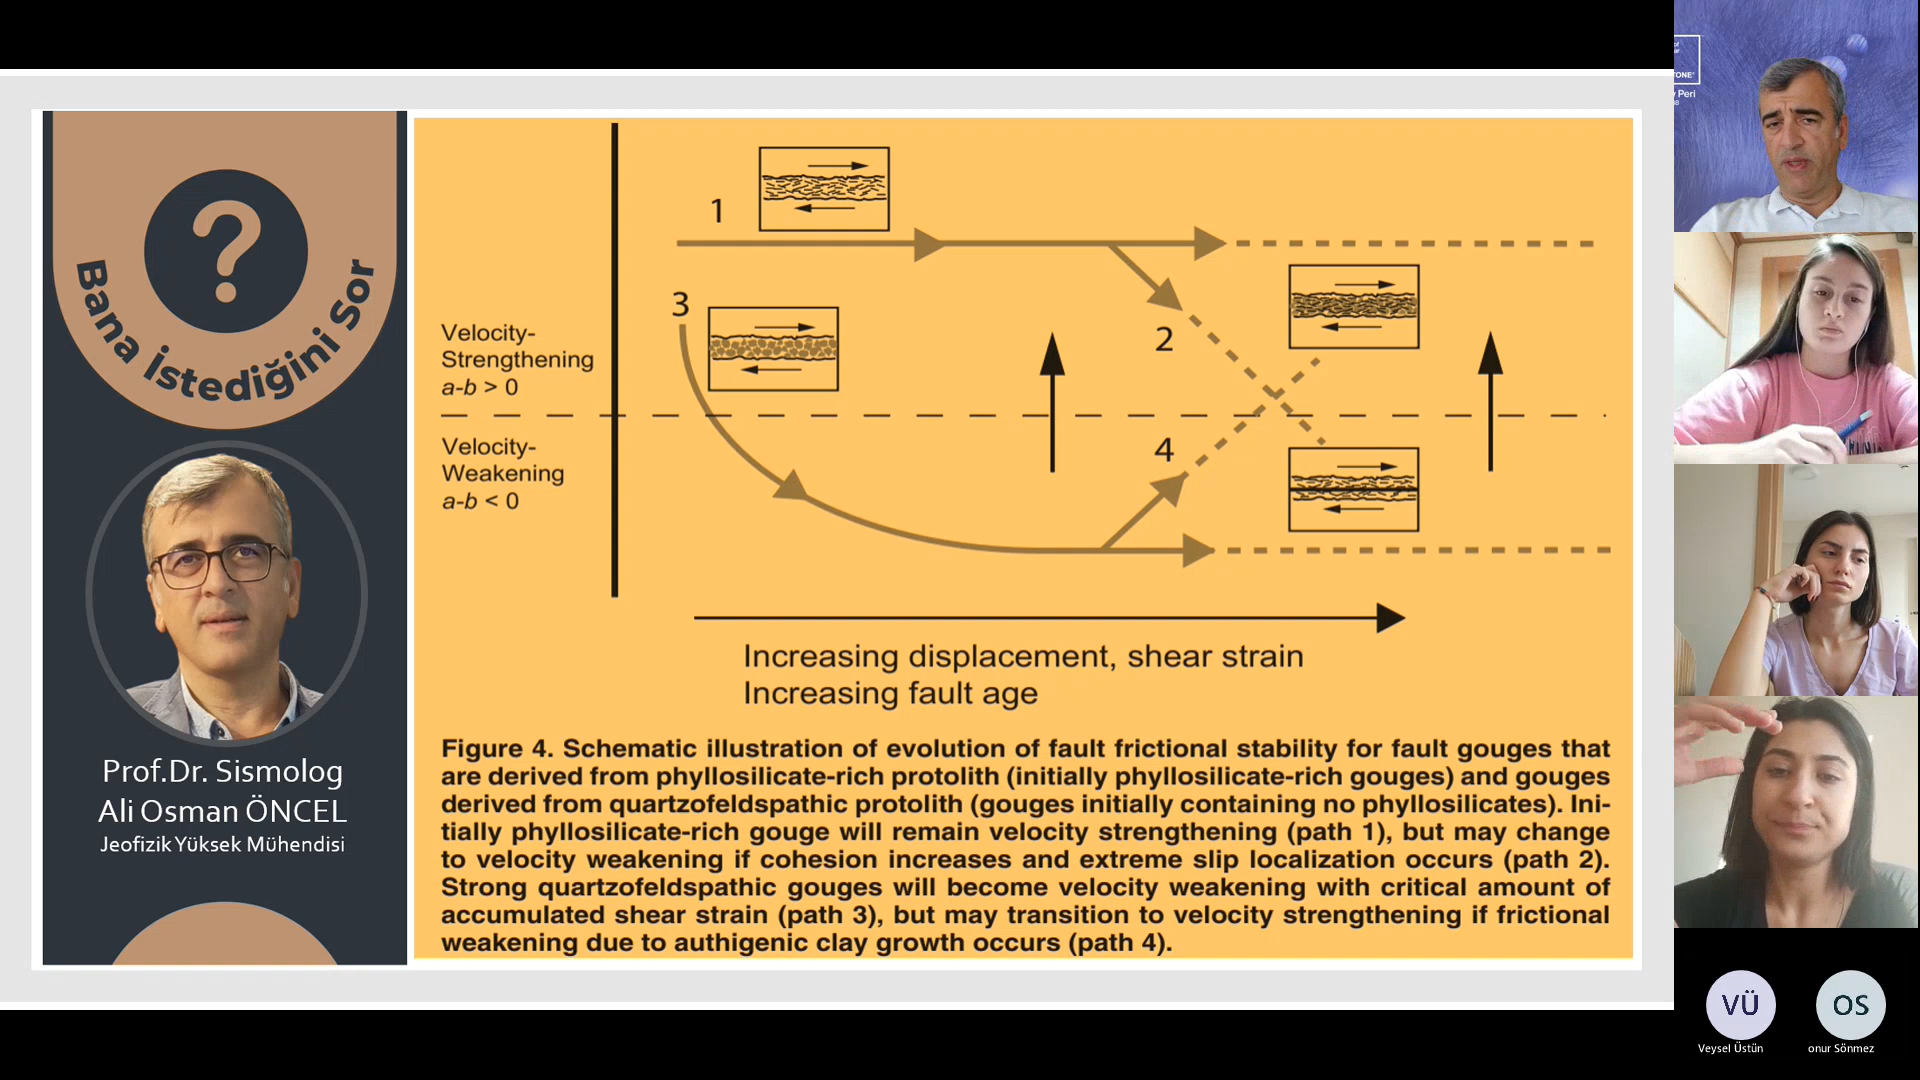 Bana İstediğini Sor
Prof.Dr. Sismolog
Ali Osman ÖNCEL
Jeofizik Yüksek Mühendisi
1
3
2
4
Velocity-
Strengthening
a-b > 0
Velocity-
Weakening
a-b < 0
Increasing displacement, shear strain
Increasing fault age
Figure 4. Schematic illustration of evolution of fault frictional stability for fault gouges that
are derived from phyllosilicate-rich protolith (initially phyllosilicate-rich gouges) and gouges
derived from quartzofeldspathic protolith (gouges initially containing no phyllosilicates). Ini-
tially phyllosilicate-rich gouge will remain velocity strengthening (path 1), but may change
to velocity weakening if cohesion increases and extreme slip localization occurs (path 2).
Strong quartzofeldspathic gouges will become velocity weakening with critical amount of
accumulated shear strain (path 3), but may transition to velocity strengthening if frictional
weakening due to authigenic clay growth occurs (path 4).
Peri
VÜ
OS
Veysel Üstün
onur Sönmez